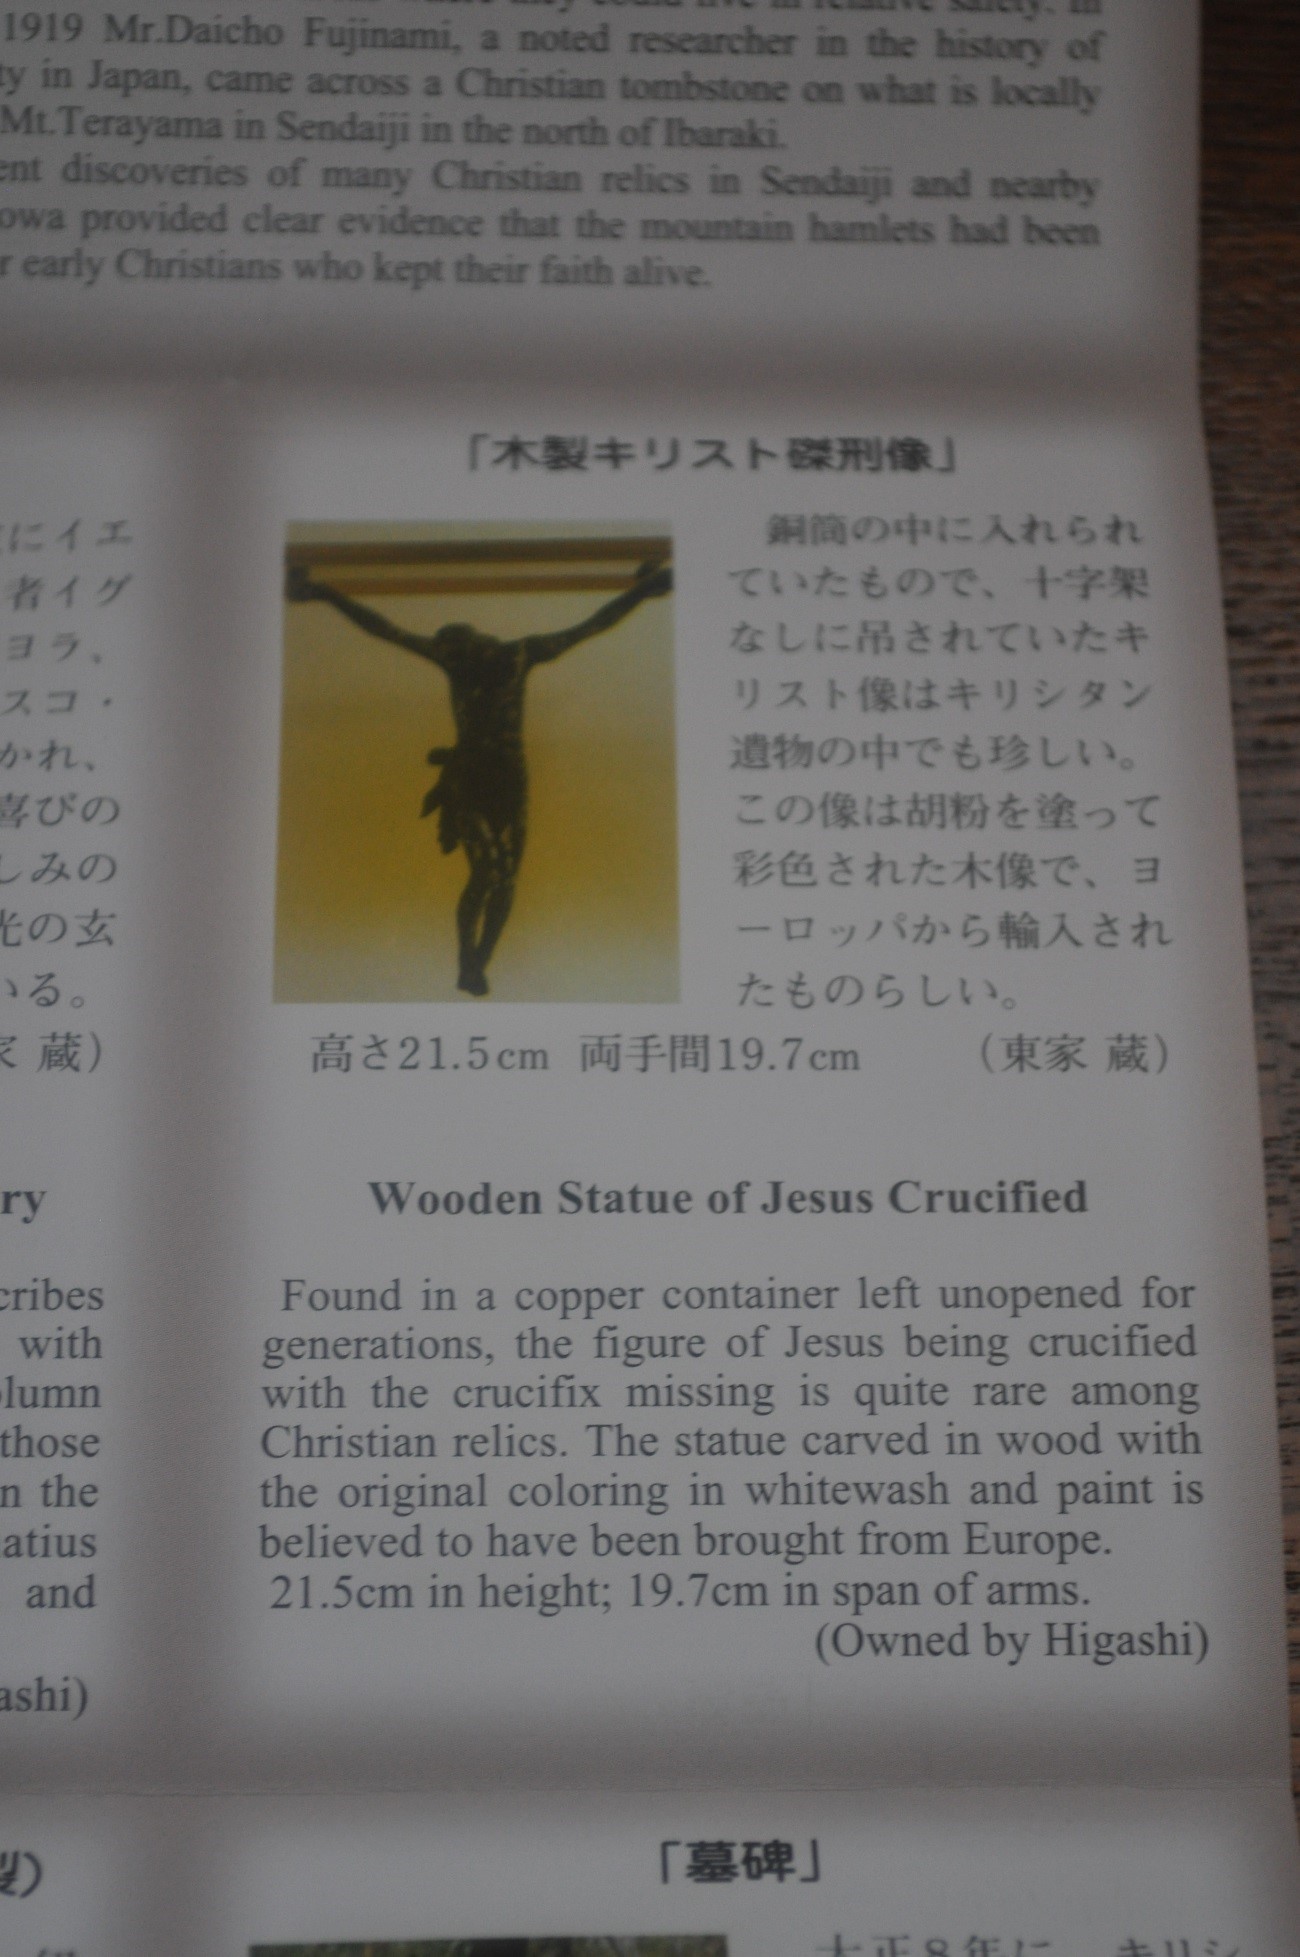 1919 Mr.Daicho Fujinami, a noted researcher in the history of
ty in Japan, came across a Christian tombstone on what is locally
Mt.Terayama in Sendaiji in the north of Ibaraki.
ent discoveries of many Christian relics in Sendaiji and nearby
owa provided clear evidence that the mountain hamlets had been
r early Christians who kept their faith alive.
にイエ
者イグ
ヨラ、
スコ・
かれ、
喜びの
しみの
光の玄
いる。
家 蔵)
「木製キリスト磔刑像」
銅筒の中に入れられ
ていたもので、十字架
なしに吊されていたキ
リスト像はキリシタン
遺物の中でも珍しい。
この像は胡粉を塗って
彩色された木像で、ヨ
ーロッパから輸入され
たものらしい。
高さ21.5cm 両手間19.7cm (東家 蔵)
ry
cribes
with
olumn
those
n the
atius
and
ashi)
Wooden Statue of Jesus Crucified
Found in a copper container left unopened for
generations, the figure of Jesus being crucified
with the crucifix missing is quite rare among
Christian relics. The statue carved in wood with
the original coloring in whitewash and paint is
believed to have been brought from Europe.
21.5cm in height; 19.7cm in span of arms.
(Owned by Higashi)
製)
「墓碑」
大正8年に、キリシ